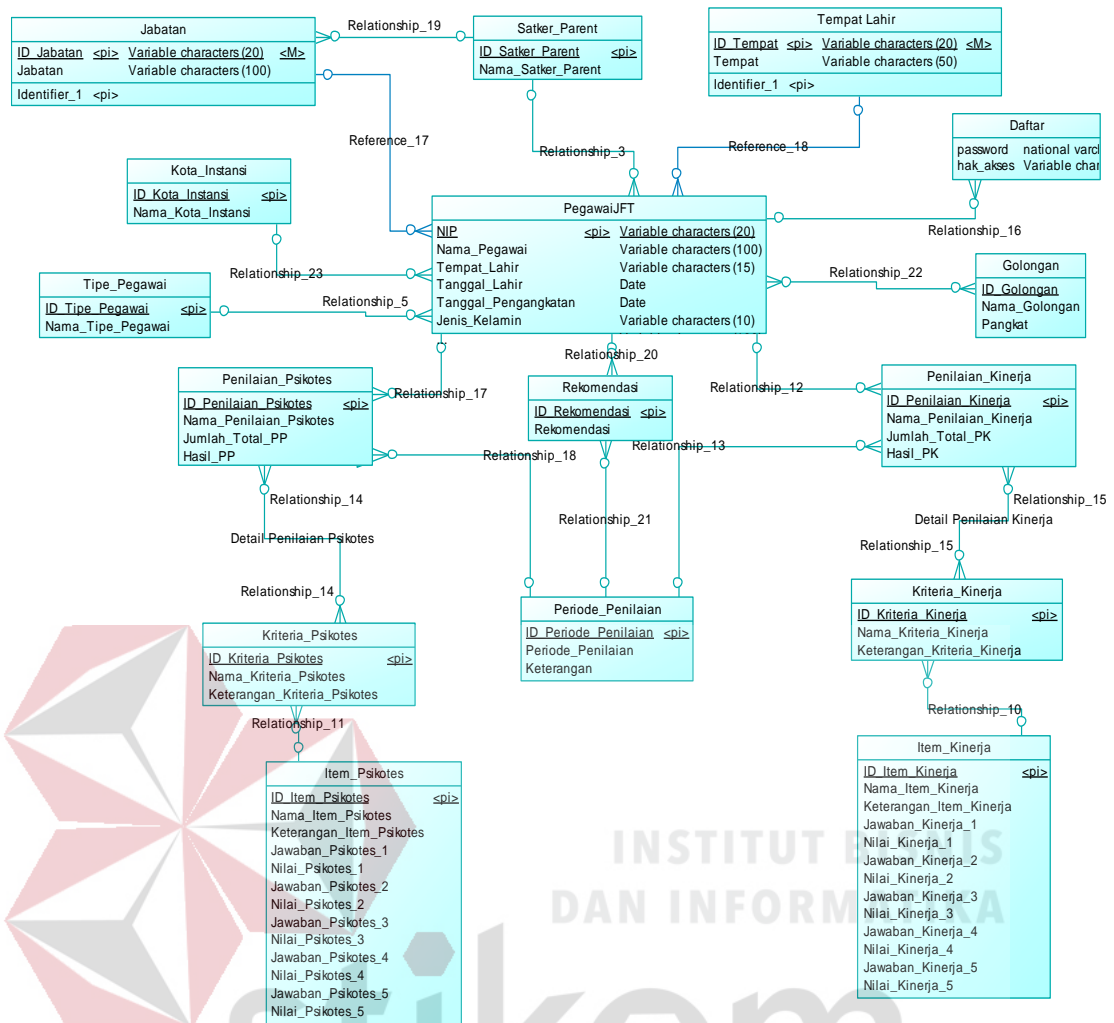 Jabatan
ID_Jabatan <pi> Variable characters (20) <M>
Jabatan Variable characters (100)
Identifier_1 <pi>
Relationship_19
Satker_Parent
ID_Satker_Parent <pi>
Nama_Satker_Parent
Tempat Lahir
ID_Tempat <pi> Variable characters (20) <M>
Tempat Variable characters (50)
Identifier_1 <pi>
Daftar
password national varcl
hak_akses Variable char
Reference_17
Relationship_3
Reference_18
Kota_Instansi
ID_Kota_Instansi <pi>
Nama_Kota_Instansi
PegawaiJFT
NIP <pi> Variable characters (20)
Nama_Pegawai Variable characters (100)
Tempat_Lahir Variable characters (15)
Tanggal_Lahir Date
Tanggal_Pengangkatan Date
Jenis_Kelamin Variable characters (10)
...
Relationship_16
Relationship_23
Relationship_22
Golongan
ID_Golongan
Nama_Golongan
Pangkat
Tipe_Pegawai
ID_Tipe_Pegawai <pi>
Nama_Tipe_Pegawai
Relationship_5
Relationship_20
Penilaian_Psikotes
ID_Penilaian_Psikotes <pi>
Nama_Penilaian_Psikotes
Jumlah_Total_PP
Hasil_PP
Relationship_17
Rekomendasi
ID_Rekomendasi <pi>
Rekomendasi
Relationship_12
Penilaian_Kinerja
ID_Penilaian_Kinerja <pi>
Nama_Penilaian_Kinerja
Jumlah_Total_PK
Hasil_PK
Relationship_18
Relationship_13
Relationship_14
Relationship_15
Relationship_21
Detail Penilaian Psikotes
Detail Penilaian Kinerja
Relationship_15
Relationship_14
Kriteria_Psikotes
ID_Kriteria_Psikotes <pi>
Nama_Kriteria_Psikotes
Keterangan_Kriteria_Psikotes
Periode_Penilaian
ID_Periode_Penilaian <pi>
Periode_Penilaian
Keterangan
Kriteria_Kinerja
ID_Kriteria_Kinerja <pi>
Nama_Kriteria_Kinerja
Keterangan_Kriteria_Kinerja
Relationship_11
Relationship_10
Item_Psikotes
ID_Item_Psikotes <pi>
Nama_Item_Psikotes
Keterangan_Item_Psikotes
Jawaban_Psikotes_1
Nilai_Psikotes_1
Jawaban_Psikotes_2
Nilai_Psikotes_2
Jawaban_Psikotes_3
Nilai_Psikotes_3
Jawaban_Psikotes_4
Nilai_Psikotes_4
Jawaban_Psikotes_5
Nilai_Psikotes_5
Item_Kinerja
ID_Item_Kinerja <pi>
Nama_Item_Kinerja
Keterangan_Item_Kinerja
Jawaban_Kinerja_1
Nilai_Kinerja_1
Jawaban_Kinerja_2
Nilai_Kinerja_2
Jawaban_Kinerja_3
Nilai_Kinerja_3
Jawaban_Kinerja_4
Nilai_Kinerja_4
Jawaban_Kinerja_5
Nilai_Kinerja_5
INSTITUT BISNIS
DAN INFORMATIKA
stikom